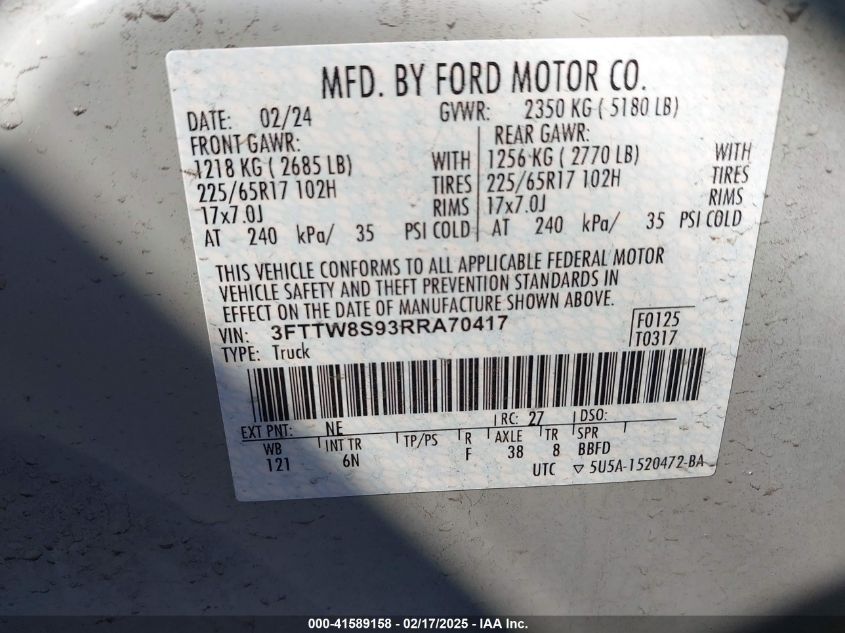 MFD. BY FORD MOTOR CO.
DATE: 02/24 GVWR: 2350 KG ( 5180 LB)
FRONT GAWR: REAR GAWR:
1218 KG ( 2685 LB) WITH 1256 KG ( 2770 LB) WITH
225/65R17 102H TIRES 225/65R17 102H TIRES
17x7.0J RIMS 17x7.0J RIMS
AT 240 kPa/ 35 PSI COLD AT 240 kPa/ 35 PSI COLD
THIS VEHICLE CONFORMS TO ALL APPLICABLE FEDERAL MOTOR
VEHICLE SAFETY AND THEFT PREVENTION STANDARDS IN
EFFECT ON THE DATE OF MANUFACTURE SHOWN ABOVE.
VIN: 3FTTW8S93RRA70417 F0125
TYPE: Truck T0317
EXT PNT: NE RC: 27 DSO:
WB INT TR TP/PS R AXLE TR SPR
121 6N F 38 8 BBFD
UTC ▽ 5U5A-1520472-BA
000-41589158 - 02/17/2025 - IAA Inc.